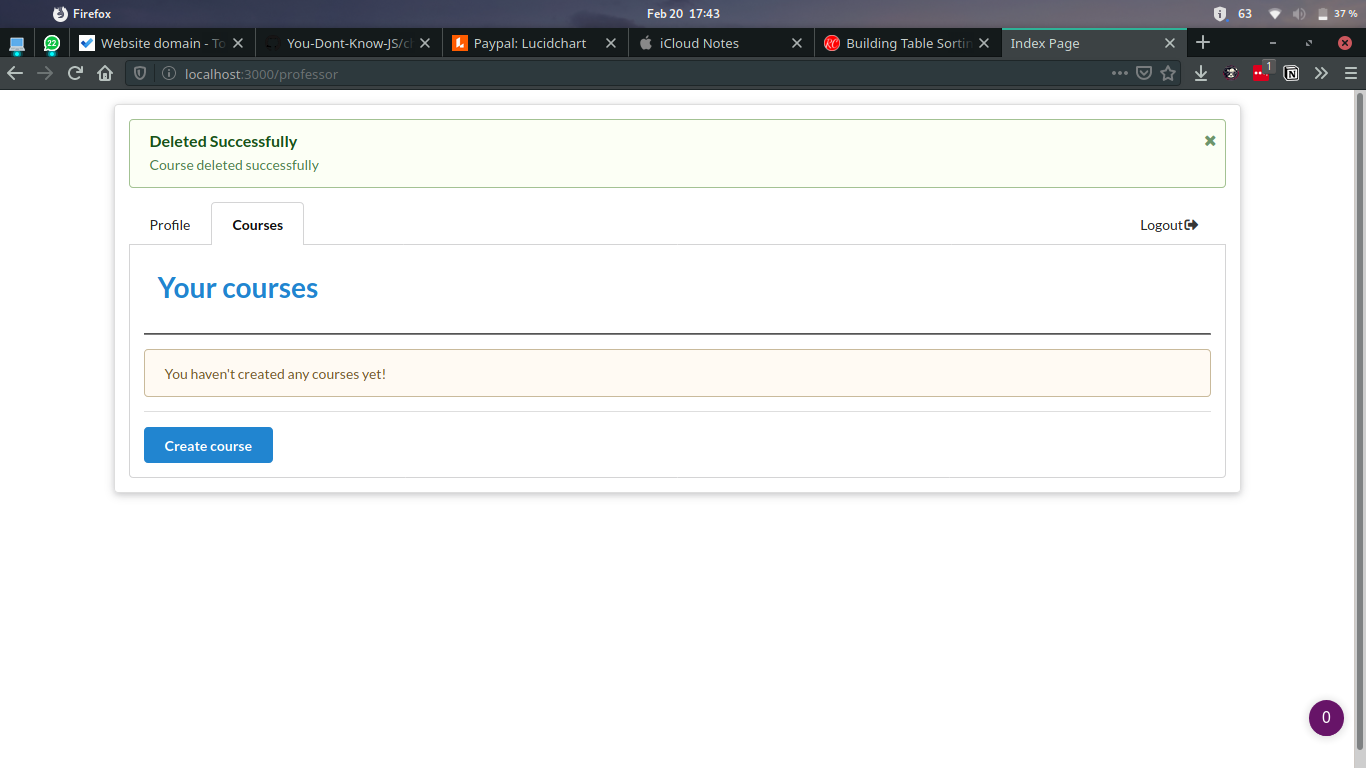 Firefox
Feb 20 17:43
63
37 %
22
Website domain - To
You-Dont-Know-JS/c
Paypal: Lucidchart
iCloud Notes
RC
Building Table Sortin
Index Page
localhost:3000/professor
1
Deleted Successfully
Course deleted successfully
Profile
Courses
Logout
Your courses
You haven't created any courses yet!
Create course
0